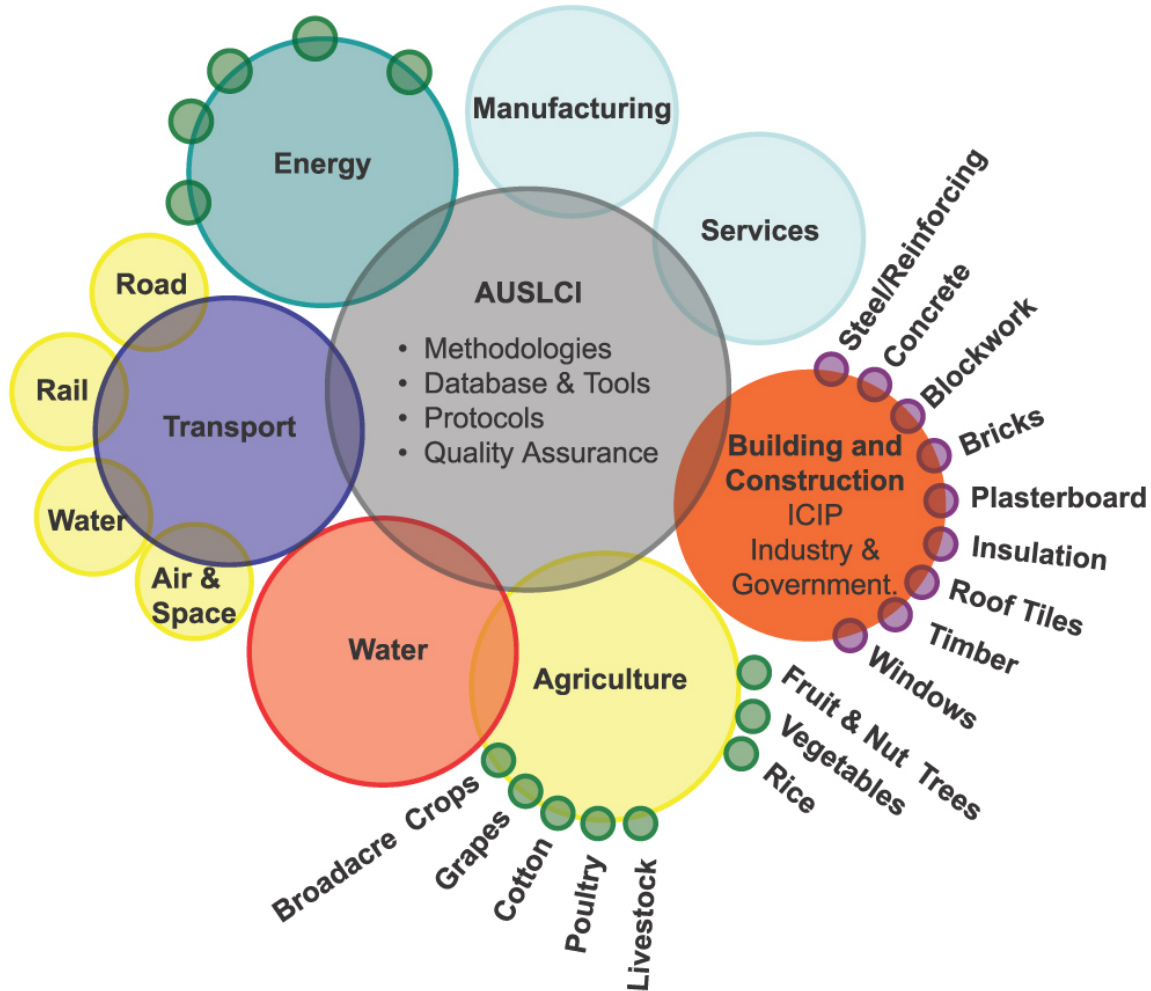 Manufacturing
Energy
Services
Steel/Reinforcing
Concrete
Blockwork
Bricks
Plasterboard
Insulation
Roof Tiles
Timber
Windows
Road
Rail
Transport
Water
Air &
Space
AUSLCI
• Methodologies
• Database & Tools
• Protocols
• Quality Assurance
Building and
Construction
ICIP
Industry &
Government.
Water
Agriculture
Fruit & Nut Trees
Vegetables
Rice
Broadacre Crops
Grapes
Cotton
Poultry
Livestock